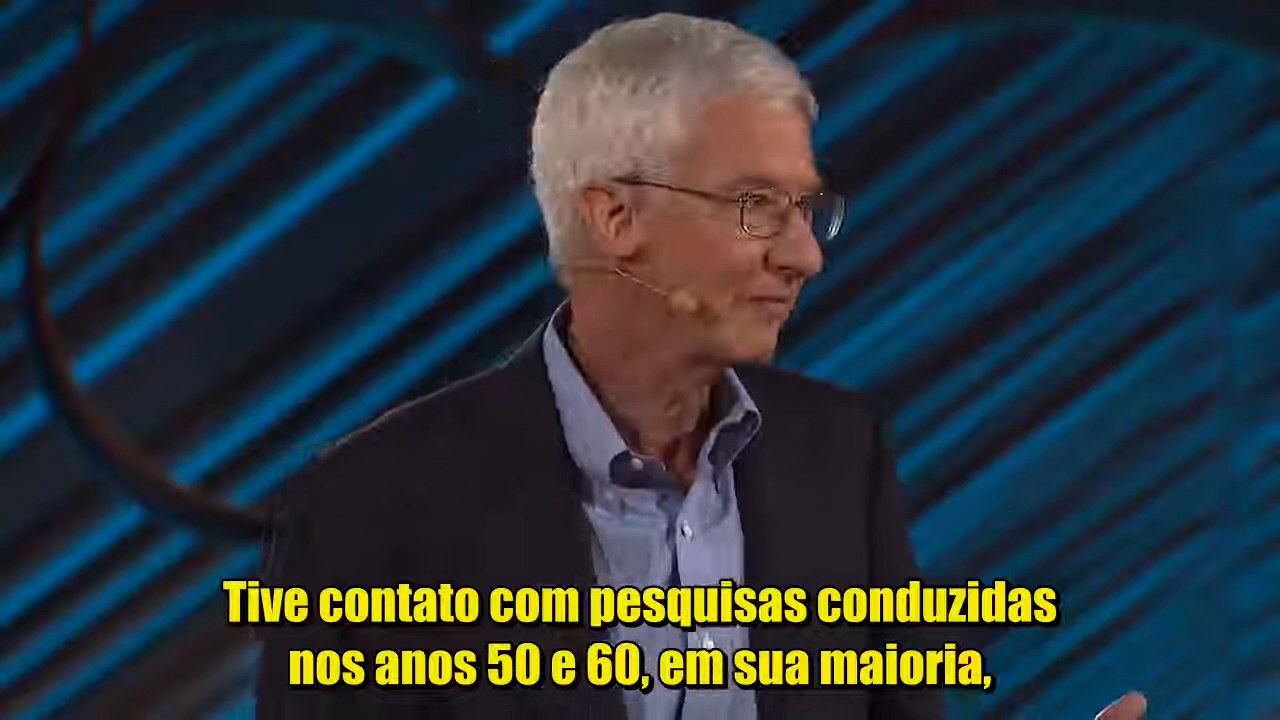 Tive contato com pesquisas conduzidas
nos anos 50 e 60, em sua maioria,